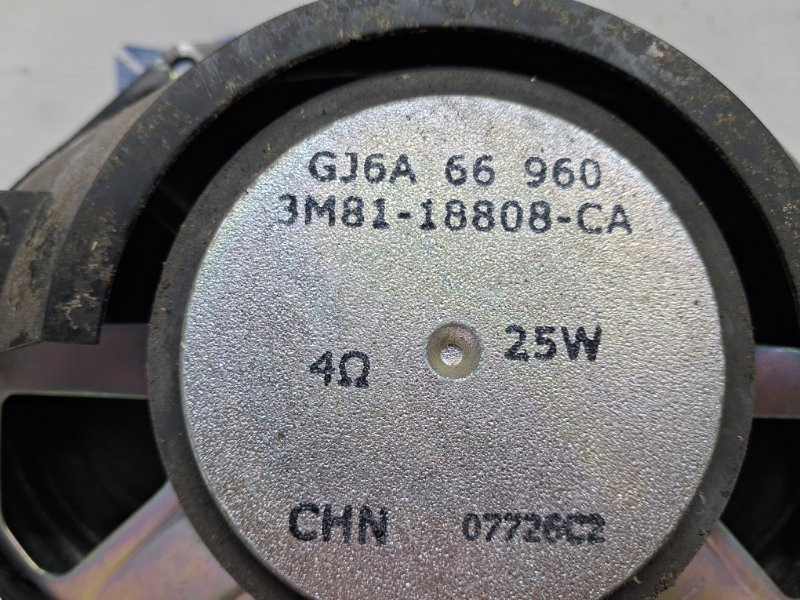 GJ6A 66 960
3M81-18808-CA
4Ω 25W
CHN 07726C2